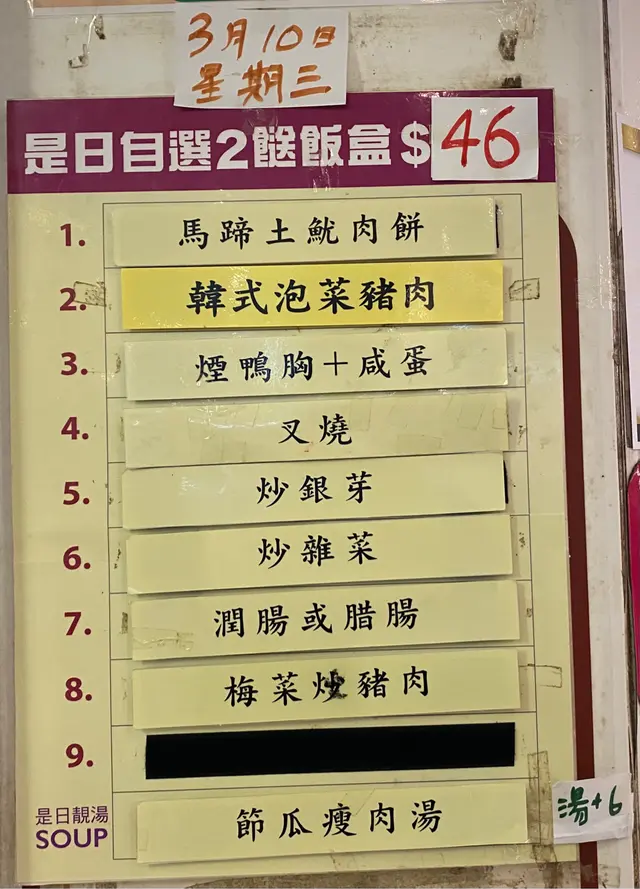 3月10日
星期三
是日自選2餸飯盒$46
1. 馬蹄土魷肉餅
2. 韓式泡菜豬肉
3. 煙鴨胸+咸蛋
4. 叉燒
5. 炒銀芽
6. 炒雜菜
7. 潤腸或腊腸
8. 梅菜炒豬肉
9.
是日靚湯
SOUP
節瓜瘦肉湯
湯+6